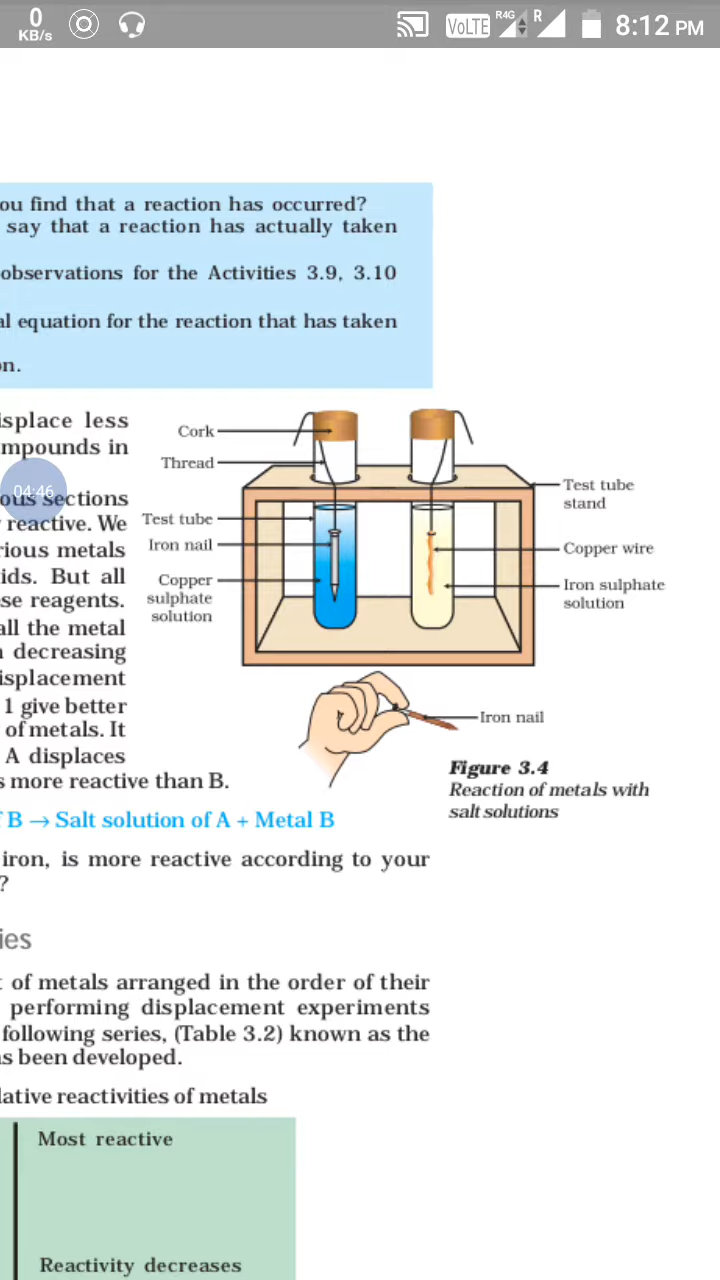 0
KB/s
VoLTE
R4G
R
8:12 PM
ou find that a reaction has occurred?
say that a reaction has actually taken
observations for the Activities 3.9, 3.10
al equation for the reaction that has taken
on.
isplace less
mpounds in
04:46
ous sections
reactive. We
rious metals
ids. But all
se reagents.
all the metal
decreasing
isplacement
1 give better
of metals. It
A displaces
s more reactive than B.
Cork
Thread
Test tube
Iron nail
Copper
sulphate
solution
Test tube
stand
Copper wire
Iron sulphate
solution
Iron nail
Figure 3.4
Reaction of metals with
salt solutions
f B → Salt solution of A + Metal B
iron, is more reactive according to your
?
ies
t of metals arranged in the order of their
performing displacement experiments
following series, (Table 3.2) known as the
as been developed.
lative reactivities of metals
Most reactive
Reactivity decreases